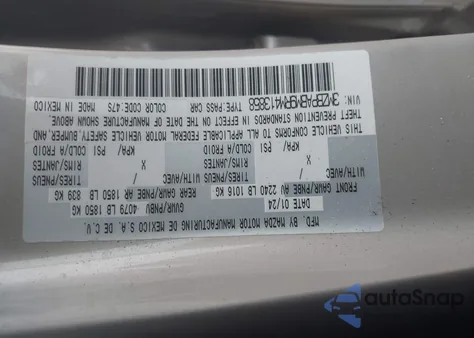 MFD. BY MAZDA MOTOR MANUFACTURING DE MEXICO S.A. DE C.V.
DATE 01/24 GVWR/PNBV 4079 LB 1850 KG
FRONT GAWR/PNBE AV 2240 LB 1016 KG REAR GAWR/PNBE AR 1850 LB 839 KG
WITH/AVEC TIRES/PNEUS WITH/AVEC TIRES/PNEUS
X RIMS/JANTES X RIMS/JANTES
KPA/ PSI COLD/A FROID KPA/ PSI COLD/A FROID
THIS VEHICLE CONFORMS TO ALL APPLICABLE FEDERAL MOTOR VEHICLE SAFETY, BUMPER, AND
THEFT PREVENTION STANDARDS IN EFFECT ON THE DATE OF MANUFACTURE SHOWN ABOVE.
VIN: TYPE:PASS CAR COLOR CODE:47S MADE IN MEXICO
autoSnap